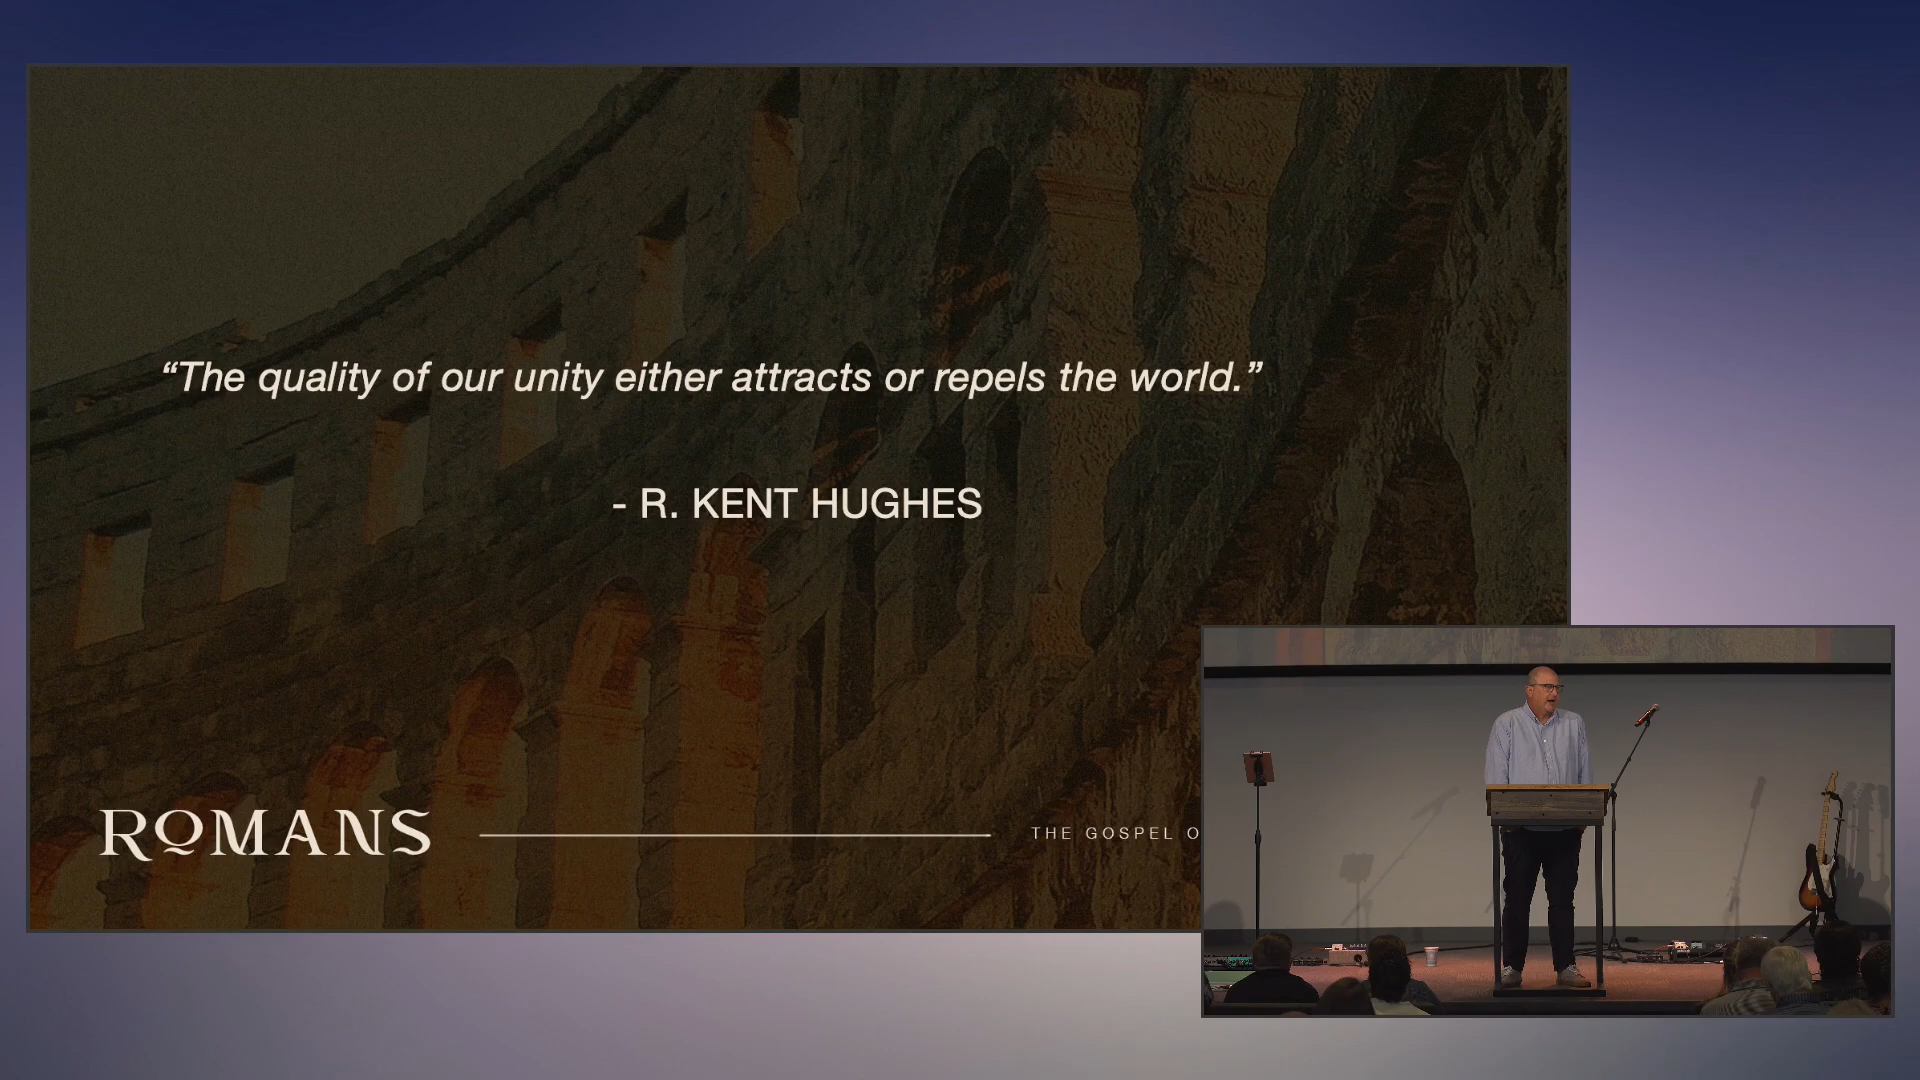 “The quality of our unity either attracts or repels the world.”
- R. KENT HUGHES
ROMANS
THE GOSPEL O